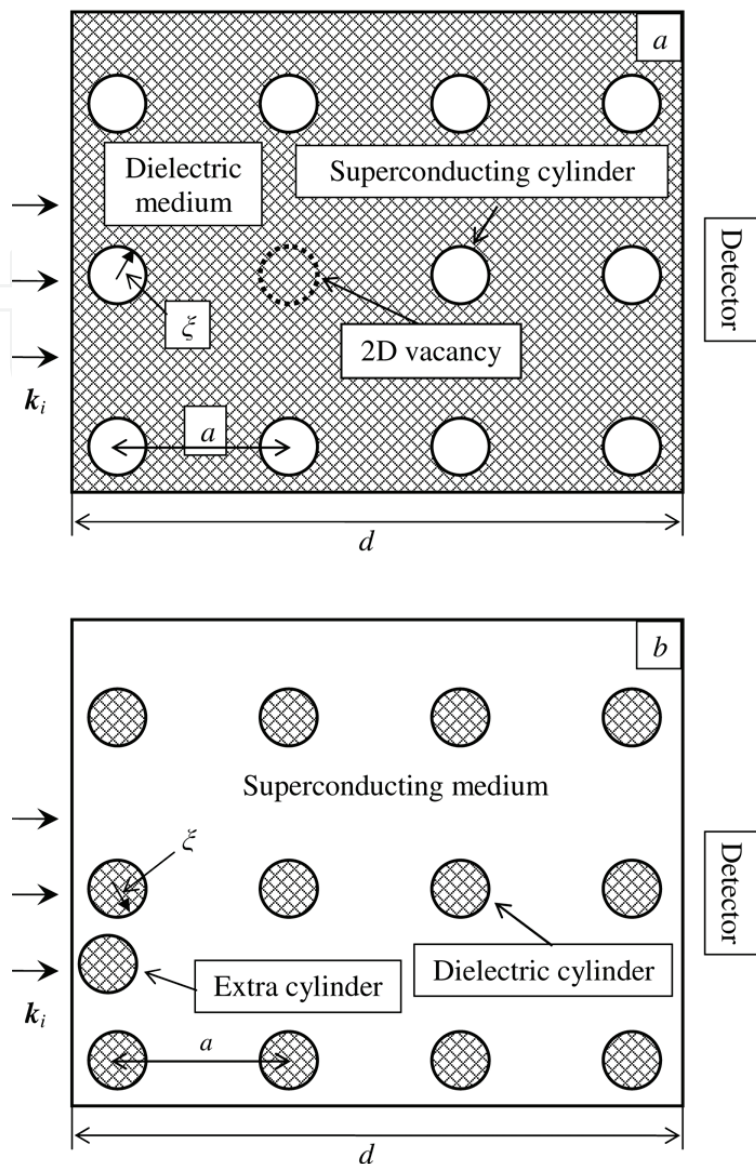 a
Dielectric
medium
Superconducting cylinder
Detector
ξ
2D vacancy
k_i
a
d
b
Superconducting medium
ξ
Detector
Dielectric cylinder
Extra cylinder
k_i
a
d